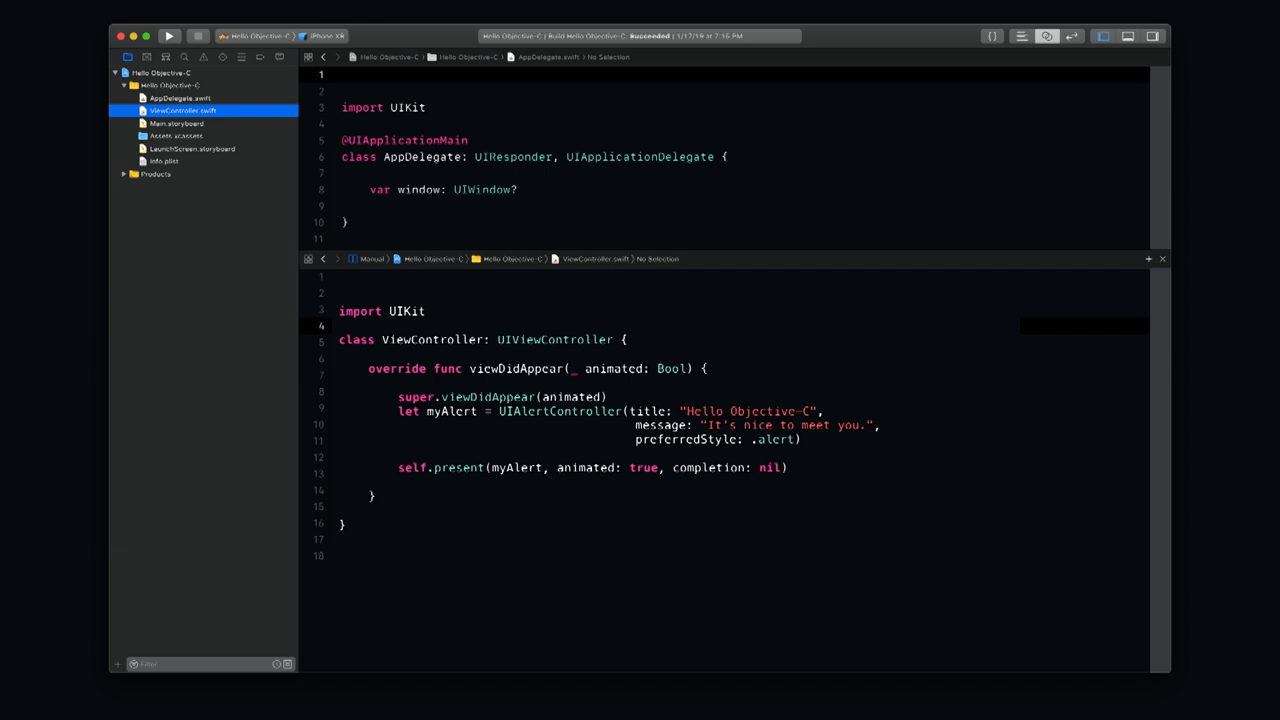 Hello Objective-C 〉 iPhone XR
Hello Objective-C | Build Hello Objective-C: Succeeded | 1/17/19 at 7:15 PM
Hello Objective-C
Hello Objective-C
AppDelegate.swift
ViewController.swift
Main.storyboard
Assets.xcassets
LaunchScreen.storyboard
Info.plist
Products
Filter
Hello Objective-C 〉 Hello Objective-C 〉 AppDelegate.swift 〉 No Selection
1
2
3 import UIKit
4
5 @UIApplicationMain
6 class AppDelegate: UIResponder, UIApplicationDelegate {
7
8 var window: UIWindow?
9
10 }
11
Manual 〉 Hello Objective-C 〉 Hello Objective-C 〉 ViewController.swift 〉 No Selection
1
2
3 import UIKit
4
5 class ViewController: UIViewController {
6
7 override func viewDidAppear(_ animated: Bool) {
8 super.viewDidAppear(animated)
9 let myAlert = UIAlertController(title: "Hello Objective-C",
10 message: "It's nice to meet you.",
11 preferredStyle: .alert)
12
13 self.present(myAlert, animated: true, completion: nil)
14
15 }
16 }
17
18